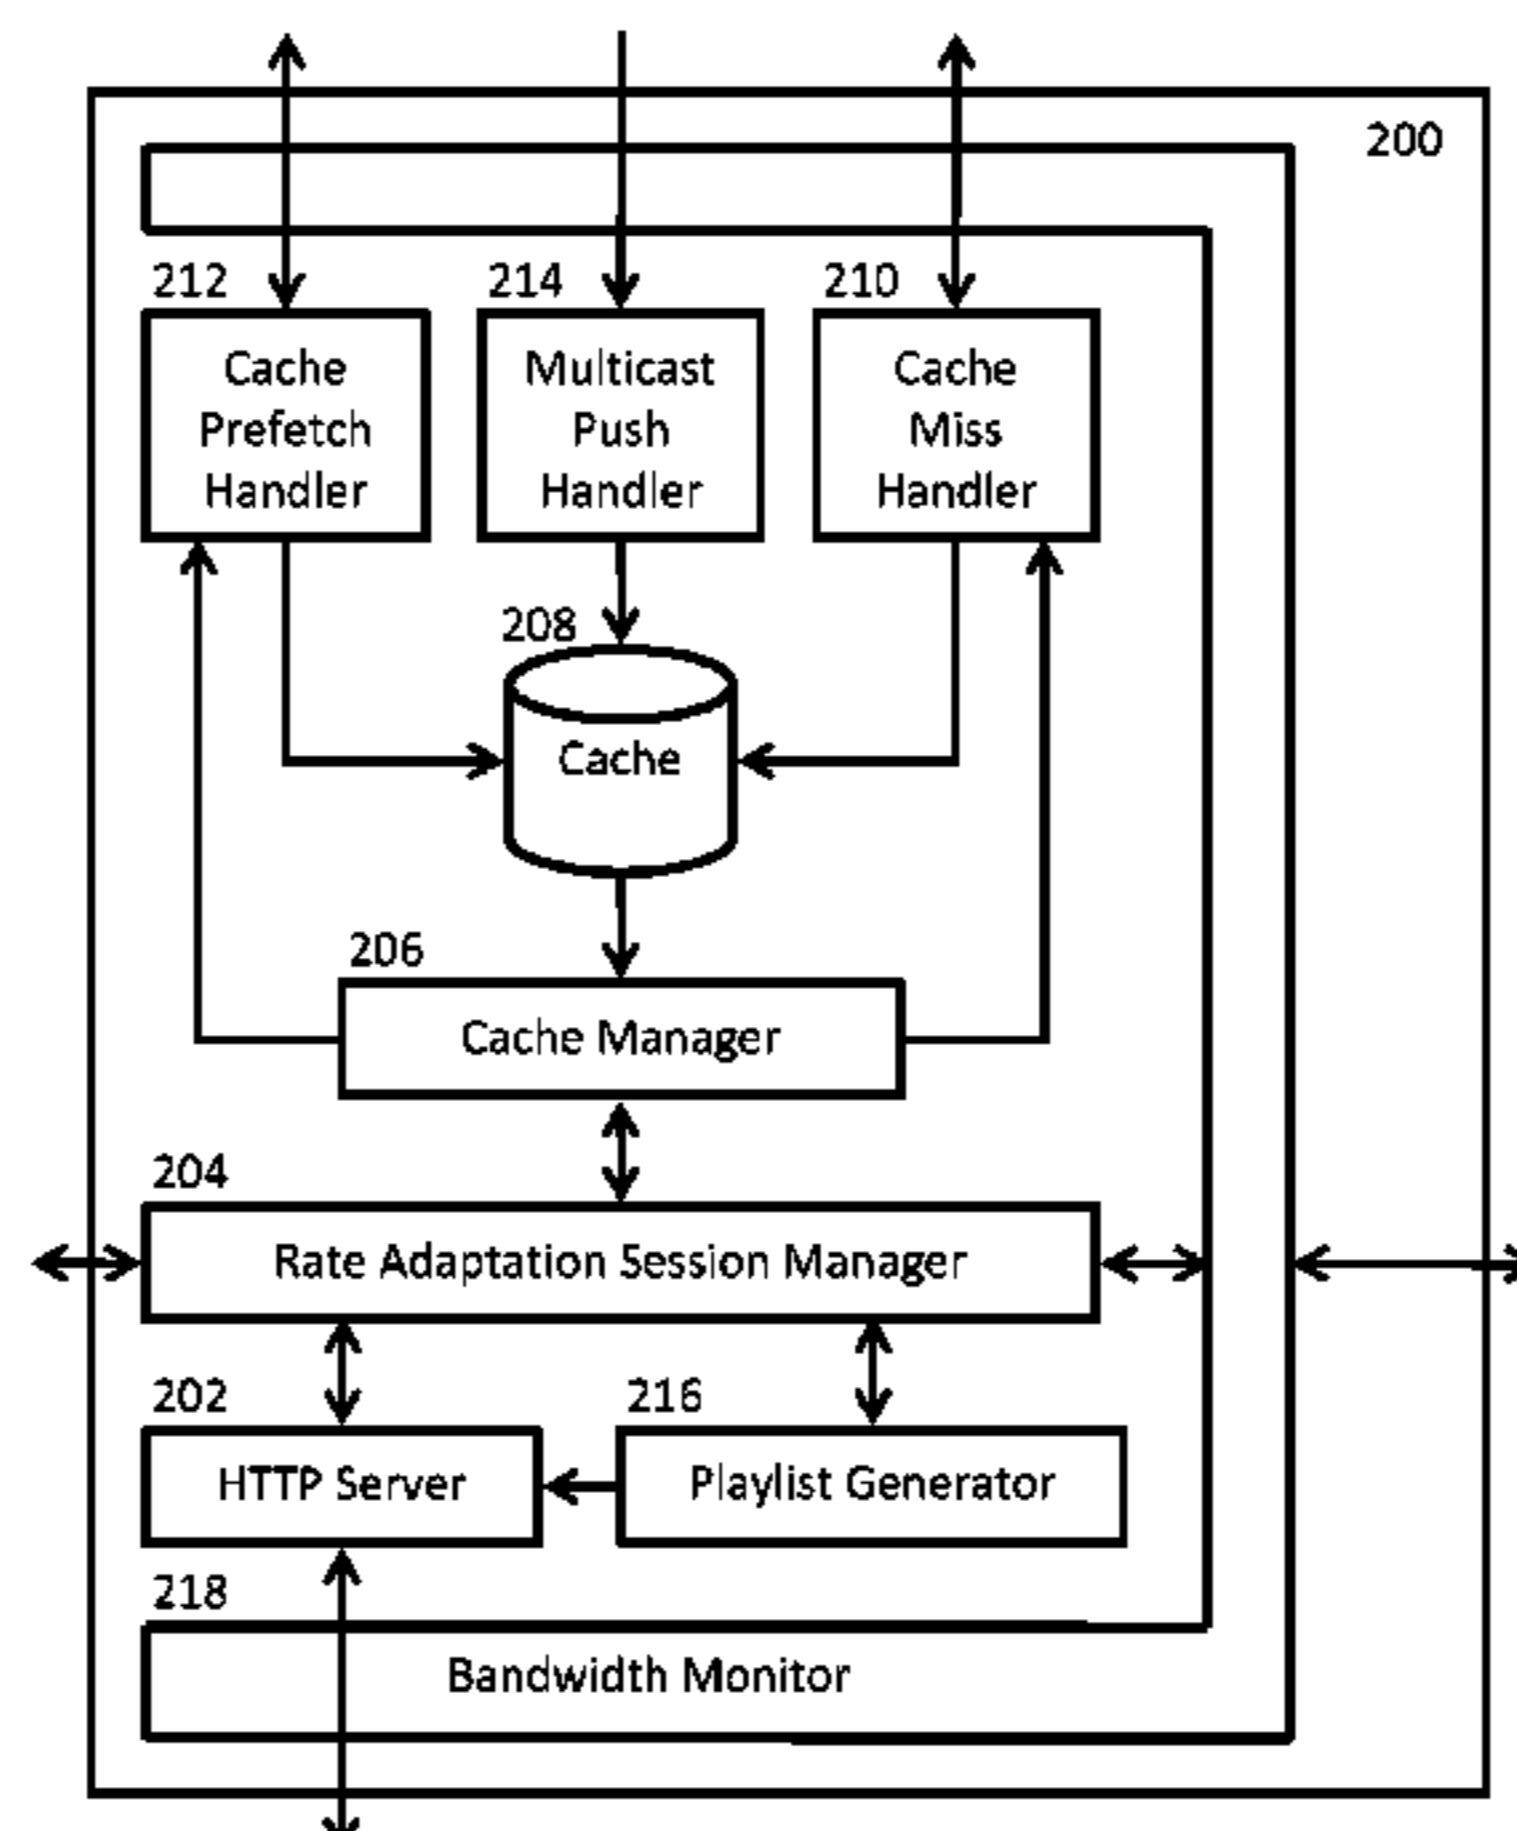 200
212
Cache
Prefetch
Handler
214
Multicast
Push
Handler
210
Cache
Miss
Handler
208
Cache
206
Cache Manager
204
Rate Adaptation Session Manager
202
HTTP Server
216
Playlist Generator
218
Bandwidth Monitor